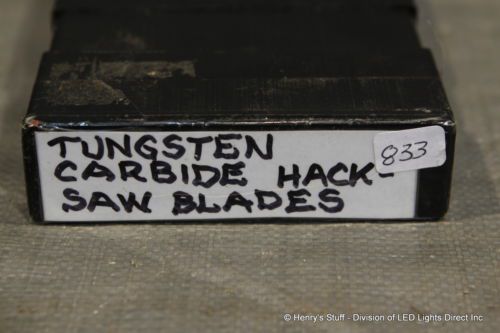 TUNGSTEN
CARBIDE HACK-
SAW BLADES
833
© Henry's Stuff - Division of LED Lights Direct Inc